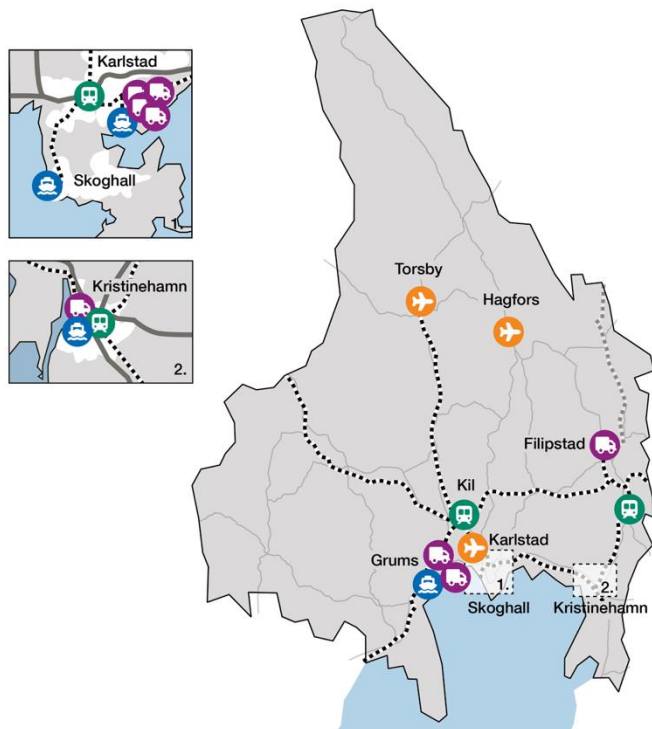 Karlstad
Skoghall
1.
Kristinehamn
2.
Torsby
Hagfors
Filipstad
Kil
Karlstad
Grums
1.
2.
Skoghall
Kristinehamn